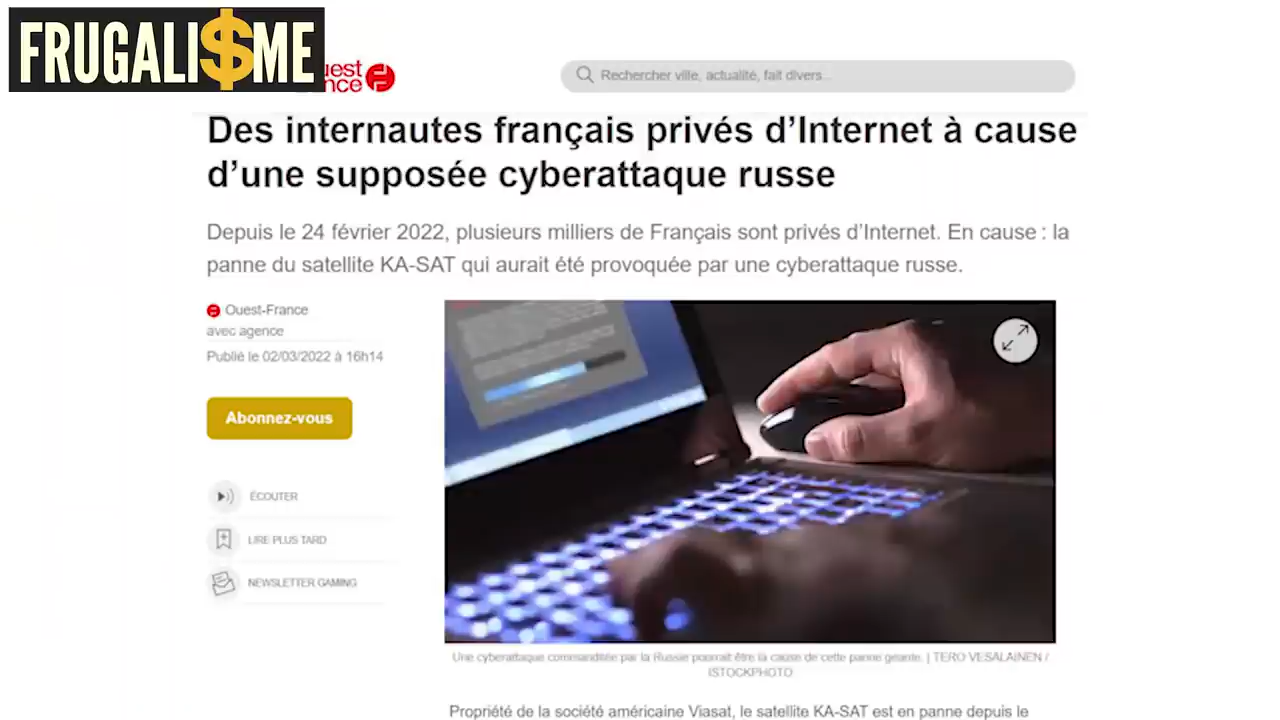 FRUGALI$ME
uest
nce
Rechercher ville, actualité, fait divers...
Des internautes français privés d’Internet à cause
d’une supposée cyberattaque russe
Depuis le 24 février 2022, plusieurs milliers de Français sont privés d’Internet. En cause : la
panne du satellite KA-SAT qui aurait été provoquée par une cyberattaque russe.
Ouest-France
avec agence
Publié le 02/03/2022 à 16h14
Abonnez-vous
ÉCOUTER
LIRE PLUS TARD
NEWSLETTER GAMING
Une cyberattaque commanditée par la Russie pourrait être la cause de cette panne géante. | TERO VESALAINEN /
ISTOCKPHOTO
Propriété de la société américaine Viasat, le satellite KA-SAT est en panne depuis le